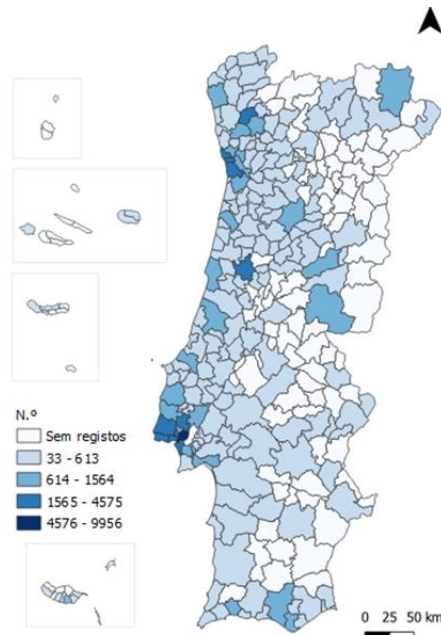 N.º
Sem registos
33 - 613
614 - 1564
1565 - 4575
4576 - 9956
0 25 50 km